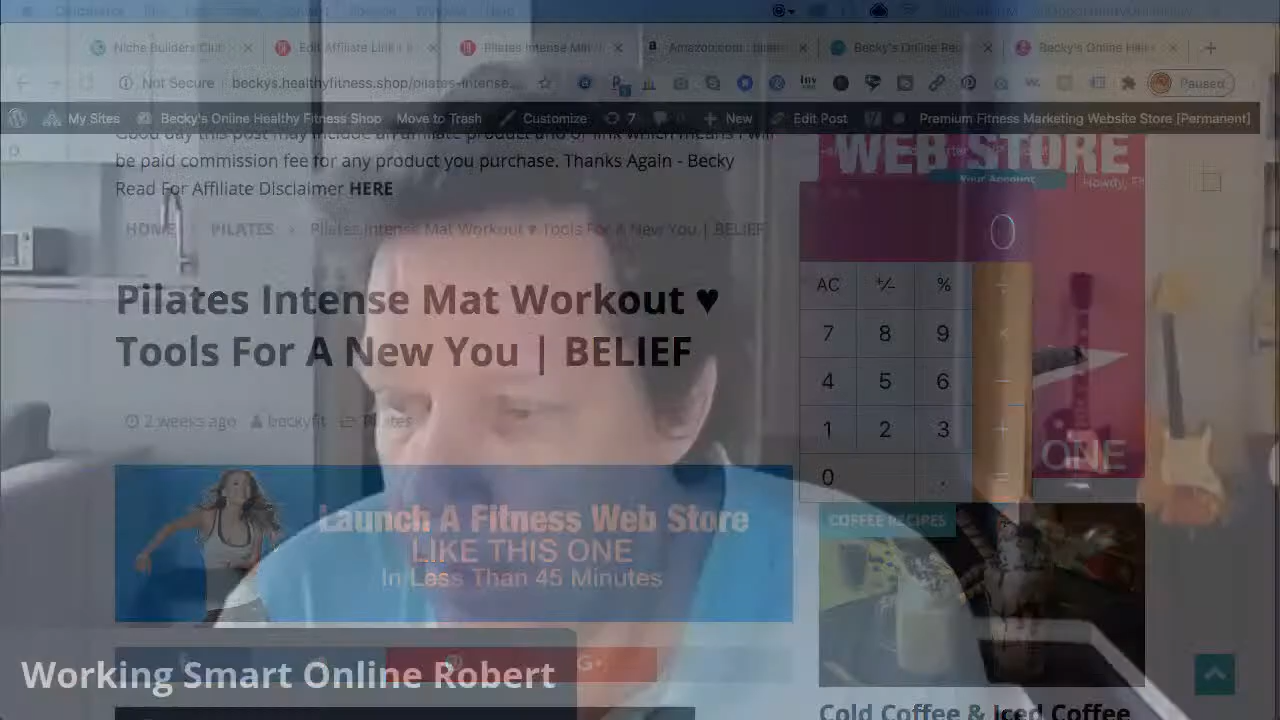 Niche Builders Club
Edit Affiliate Link
Pilates Intense Mat
Amazon.com
Becky's Online
Becky's Online
Not Secure
beckys.healthyfitness.shop/pilates-intense...
Paused
My Sites
Becky's Online Healthy Fitness Shop
Move to Trash
Customize
7
New
Edit Post
Premium Fitness Marketing Website Store [Permanent]
be paid commission fee for any product you purchase. Thanks Again - Becky
Read For Affiliate Disclaimer HERE
HOME
PILATES
Pilates Intense Mat Workout ♥ Tools For A New You | BELIEF
Pilates Intense Mat Workout ♥
Tools For A New You | BELIEF
2 weeks ago
beckyfit
Pilates
Launch A Fitness Web Store
LIKE THIS ONE
In Less Than 45 Minutes
WEB STORE
Your Account
0
AC +/- % ÷
7 8 9 ×
4 5 6 −
1 2 3 +
0 . =
ONE
COFFEE RECIPES
Cold Coffee & Iced Coffee
G+
Working Smart Online Robert